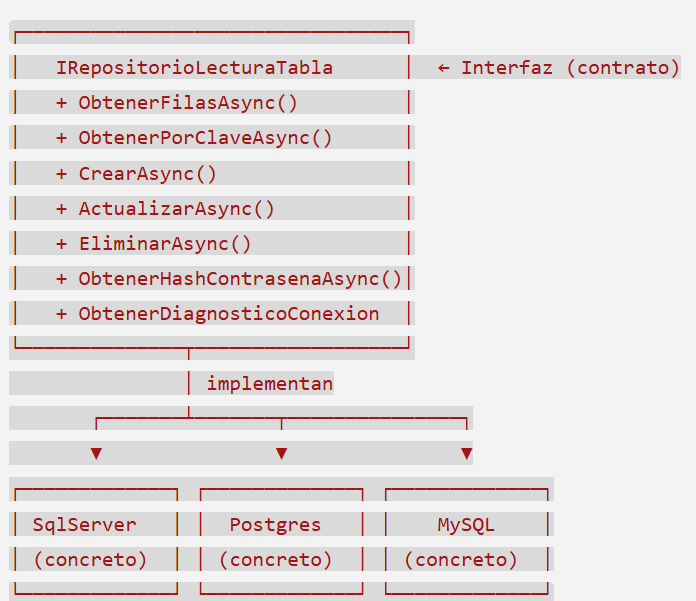 IRepositorioLecturaTabla ← Interfaz (contrato)
+ ObtenerFilasAsync()
+ ObtenerPorClaveAsync()
+ CrearAsync()
+ ActualizarAsync()
+ EliminarAsync()
+ ObtenerHashContrasenaAsync()
+ ObtenerDiagnosticoConexion
implementan
SqlServer Postgres MySQL
(concreto) (concreto) (concreto)